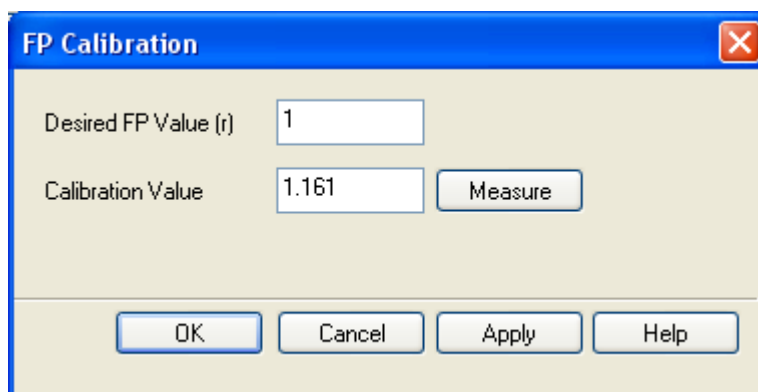 FP Calibration
Desired FP Value (r) 1
Calibration Value 1.161 Measure
OK Cancel Apply Help